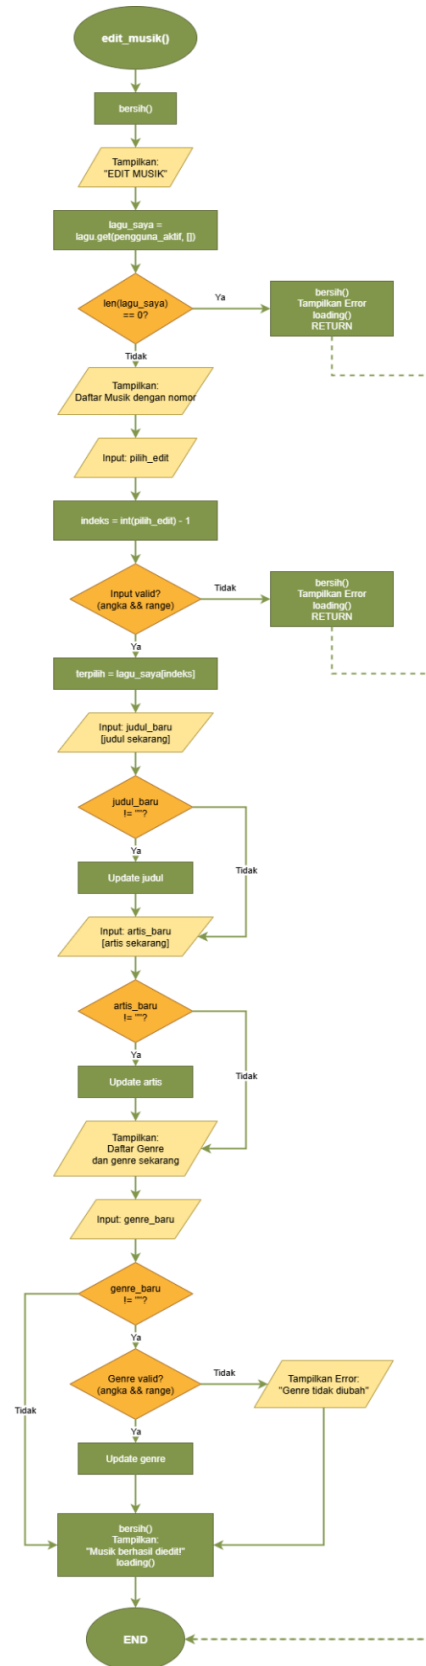 edit_musik()
bersih()
Tampilkan:
"EDIT MUSIK"
lagu_saya =
lagu.get(pengguna_aktif, [])
len(lagu_saya)
== 0?
Ya
bersih()
Tampilkan Error
loading()
RETURN
Tidak
Tampilkan:
Daftar Musik dengan nomor
Input: pilih_edit
indeks = int(pilih_edit) - 1
Input valid?
(angka && range)
Tidak
bersih()
Tampilkan Error
loading()
RETURN
Ya
terpilih = lagu_saya[indeks]
Input: judul_baru
[judul sekarang]
judul_baru
!= ""?
Tidak
Ya
Update judul
Input: artis_baru
[artis sekarang]
artis_baru
!= ""?
Tidak
Ya
Update artis
Tampilkan:
Daftar Genre
dan genre sekarang
Input: genre_baru
genre_baru
!= ""?
Tidak
Ya
Genre valid?
(angka && range)
Tidak
Tampilkan Error:
"Genre tidak diubah"
Ya
Update genre
bersih()
Tampilkan:
"Musik berhasil diedit!"
loading()
END